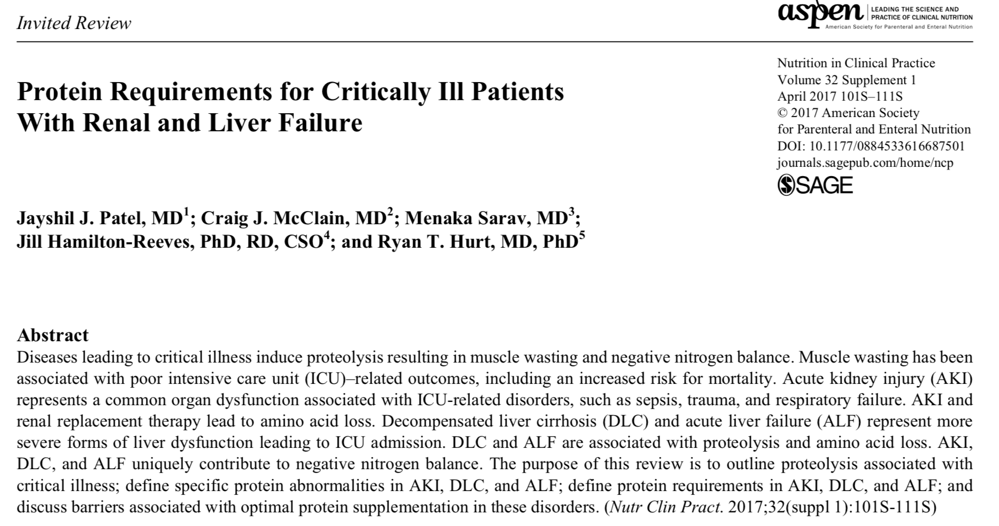 Invited Review
aspen
LEADING THE SCIENCE AND
PRACTICE OF CLINICAL NUTRITION
American Society for Parenteral and Enteral Nutrition
Nutrition in Clinical Practice
Volume 32 Supplement 1
April 2017 101S–111S
© 2017 American Society
for Parenteral and Enteral Nutrition
DOI: 10.1177/0884533616687501
journals.sagepub.com/home/ncp
SAGE
Protein Requirements for Critically Ill Patients
With Renal and Liver Failure
Jayshil J. Patel, MD1; Craig J. McClain, MD2; Menaka Sarav, MD3;
Jill Hamilton-Reeves, PhD, RD, CSO4; and Ryan T. Hurt, MD, PhD5
Abstract
Diseases leading to critical illness induce proteolysis resulting in muscle wasting and negative nitrogen balance. Muscle wasting has been
associated with poor intensive care unit (ICU)–related outcomes, including an increased risk for mortality. Acute kidney injury (AKI)
represents a common organ dysfunction associated with ICU-related disorders, such as sepsis, trauma, and respiratory failure. AKI and
renal replacement therapy lead to amino acid loss. Decompensated liver cirrhosis (DLC) and acute liver failure (ALF) represent more
severe forms of liver dysfunction leading to ICU admission. DLC and ALF are associated with proteolysis and amino acid loss. AKI,
DLC, and ALF uniquely contribute to negative nitrogen balance. The purpose of this review is to outline proteolysis associated with
critical illness; define specific protein abnormalities in AKI, DLC, and ALF; define protein requirements in AKI, DLC, and ALF; and
discuss barriers associated with optimal protein supplementation in these disorders. (Nutr Clin Pract. 2017;32(suppl 1):101S-111S)